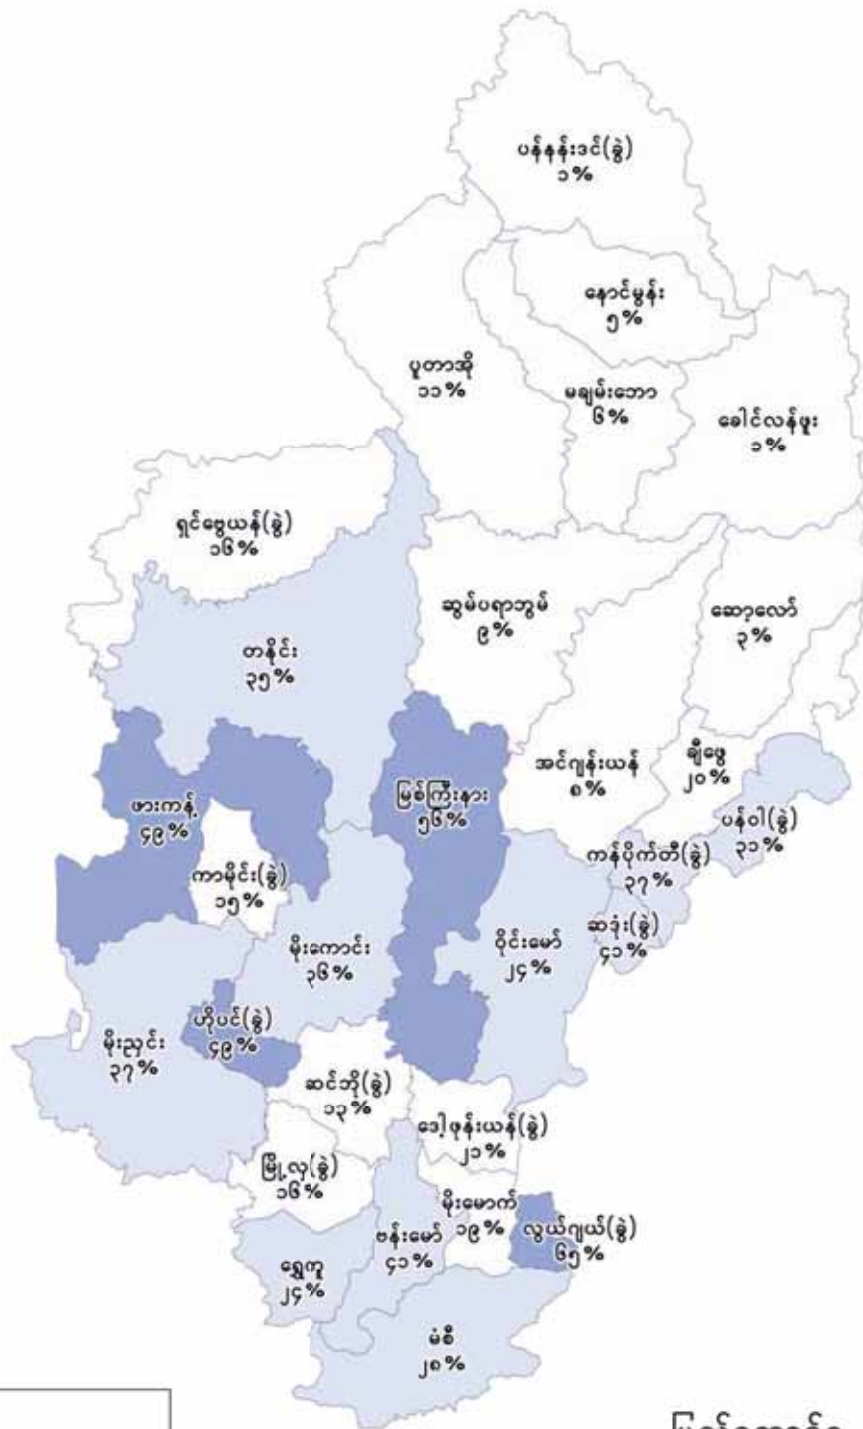 ပန်နန်းဒင်(ခွဲ)
၁%
နောင်မွန်း
၅%
ပူတာအို
၁၁%
မချမ်းဘော
၆%
ခေါင်လန်ဖူး
၁%
ရှင်ဗွေယန်(ခွဲ)
၁၆%
ဆွမ်ပရာဘွမ်
၉%
ဆော့လော်
၃%
တနိုင်း
၃၅%
အင်ဂျန်းယန်
၈%
ချီဖွေ
၂၀%
မြစ်ကြီးနား
၅၆%
ဖားကန့်
၄၉%
ပန်ဝါ(ခွဲ)
၃၁%
ကန်ပိုက်တီ(ခွဲ)
၃၇%
ကာမိုင်း(ခွဲ)
၁၅%
ဆဒုံး(ခွဲ)
၄၁%
မိုးကောင်း
၃၆%
ဝိုင်းမော်
၂၄%
ဟိုပင်(ခွဲ)
၄၉%
မိုးညှင်း
၃၇%
ဆင်ဘို(ခွဲ)
၁၃%
ဒေါ့ဖုန်းယန်(ခွဲ)
၂၁%
မြို့လှ(ခွဲ)
၁၆%
မိုးမောက်
၁၉%
လွယ်ဂျယ်(ခွဲ)
၆၅%
ဗန်းမော်
၄၁%
ရွှေကူ
၂၄%
မံစီ
၂၈%